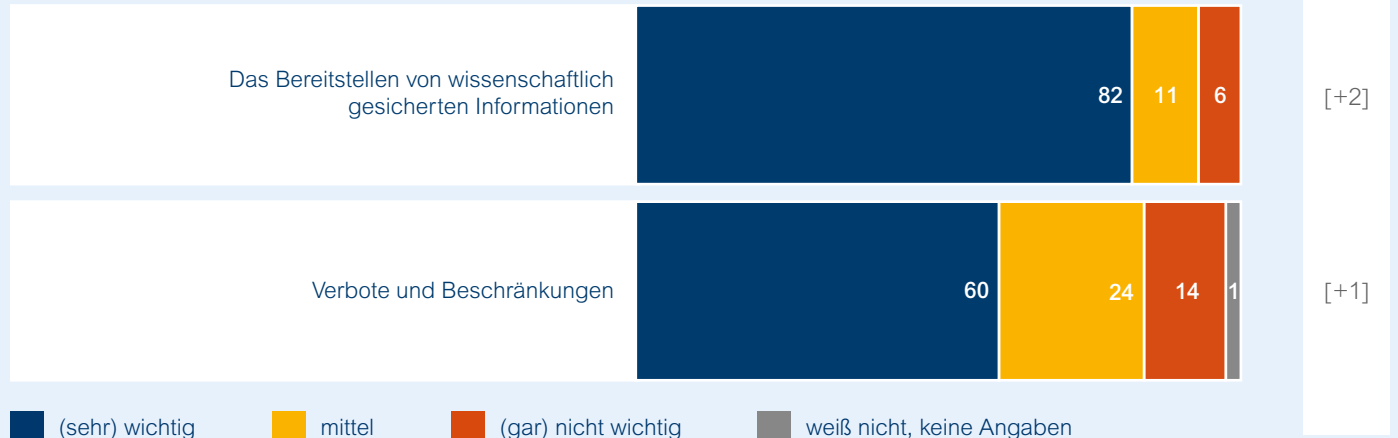 Das Bereitstellen von wissenschaftlich
gesicherten Informationen
82 11 6 [+2]
Verbote und Beschränkungen
60 24 14 1 [+1]
(sehr) wichtig mittel (gar) nicht wichtig weiß nicht, keine Angaben